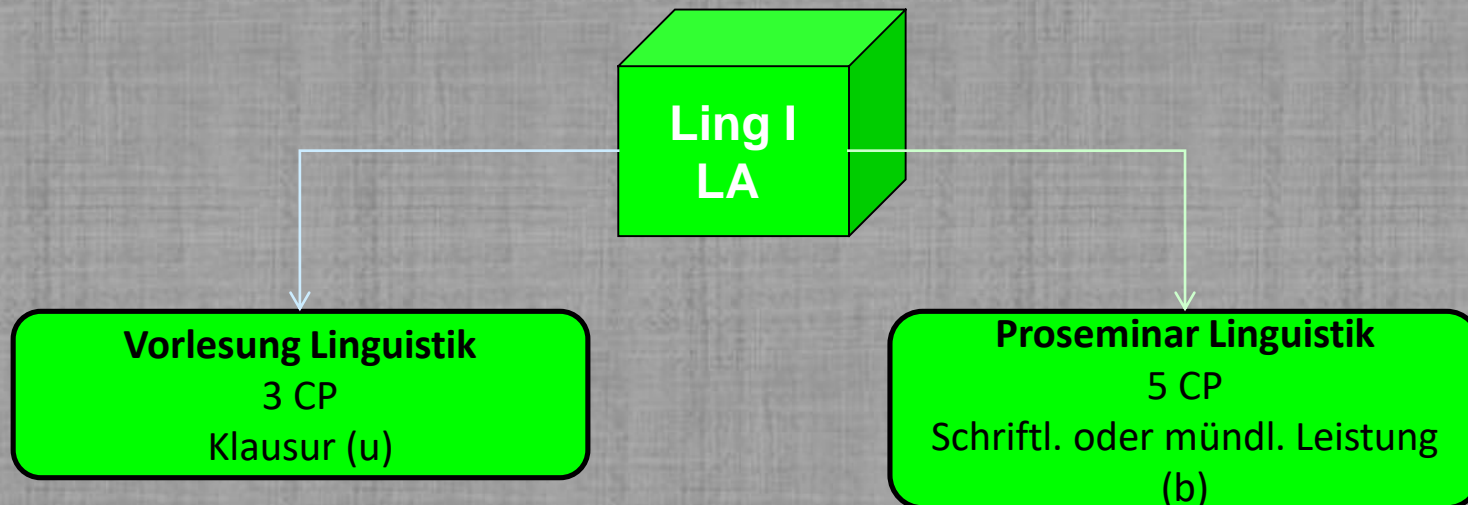 Ling I
LA
Vorlesung Linguistik
3 CP
Klausur (u)
Proseminar Linguistik
5 CP
Schriftl. oder mündl. Leistung
(b)